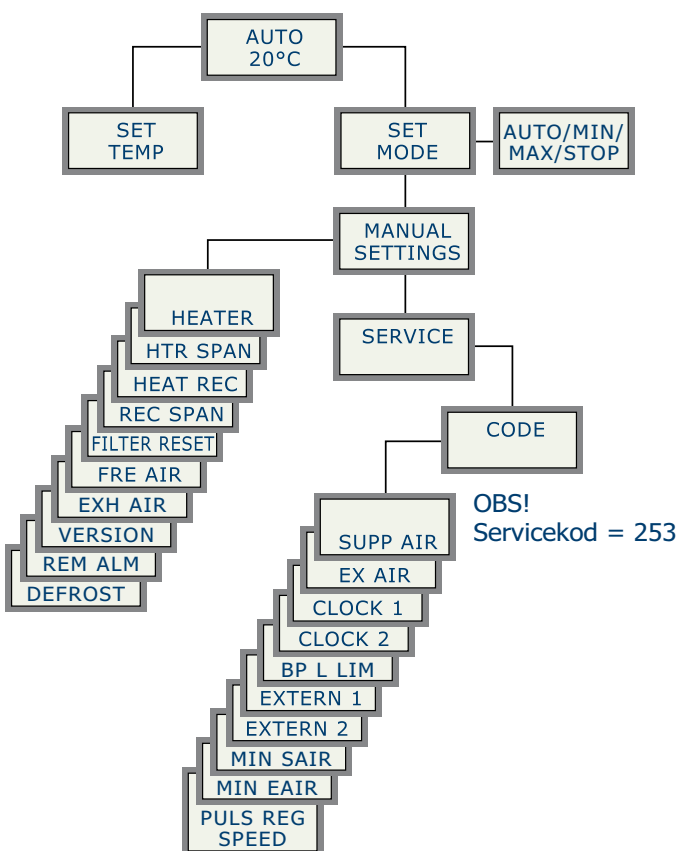 AUTO
20°C
SET
TEMP
SET
MODE
AUTO/MIN/
MAX/STOP
MANUAL
SETTINGS
HEATER
HTR SPAN
HEAT REC
REC SPAN
FILTER RESET
FRE AIR
EXH AIR
VERSION
REM ALM
DEFROST
SERVICE
CODE
OBS!
Servicekod = 253
SUPP AIR
EX AIR
CLOCK 1
CLOCK 2
BP L LIM
EXTERN 1
EXTERN 2
MIN SAIR
MIN EAIR
PULS REG
SPEED